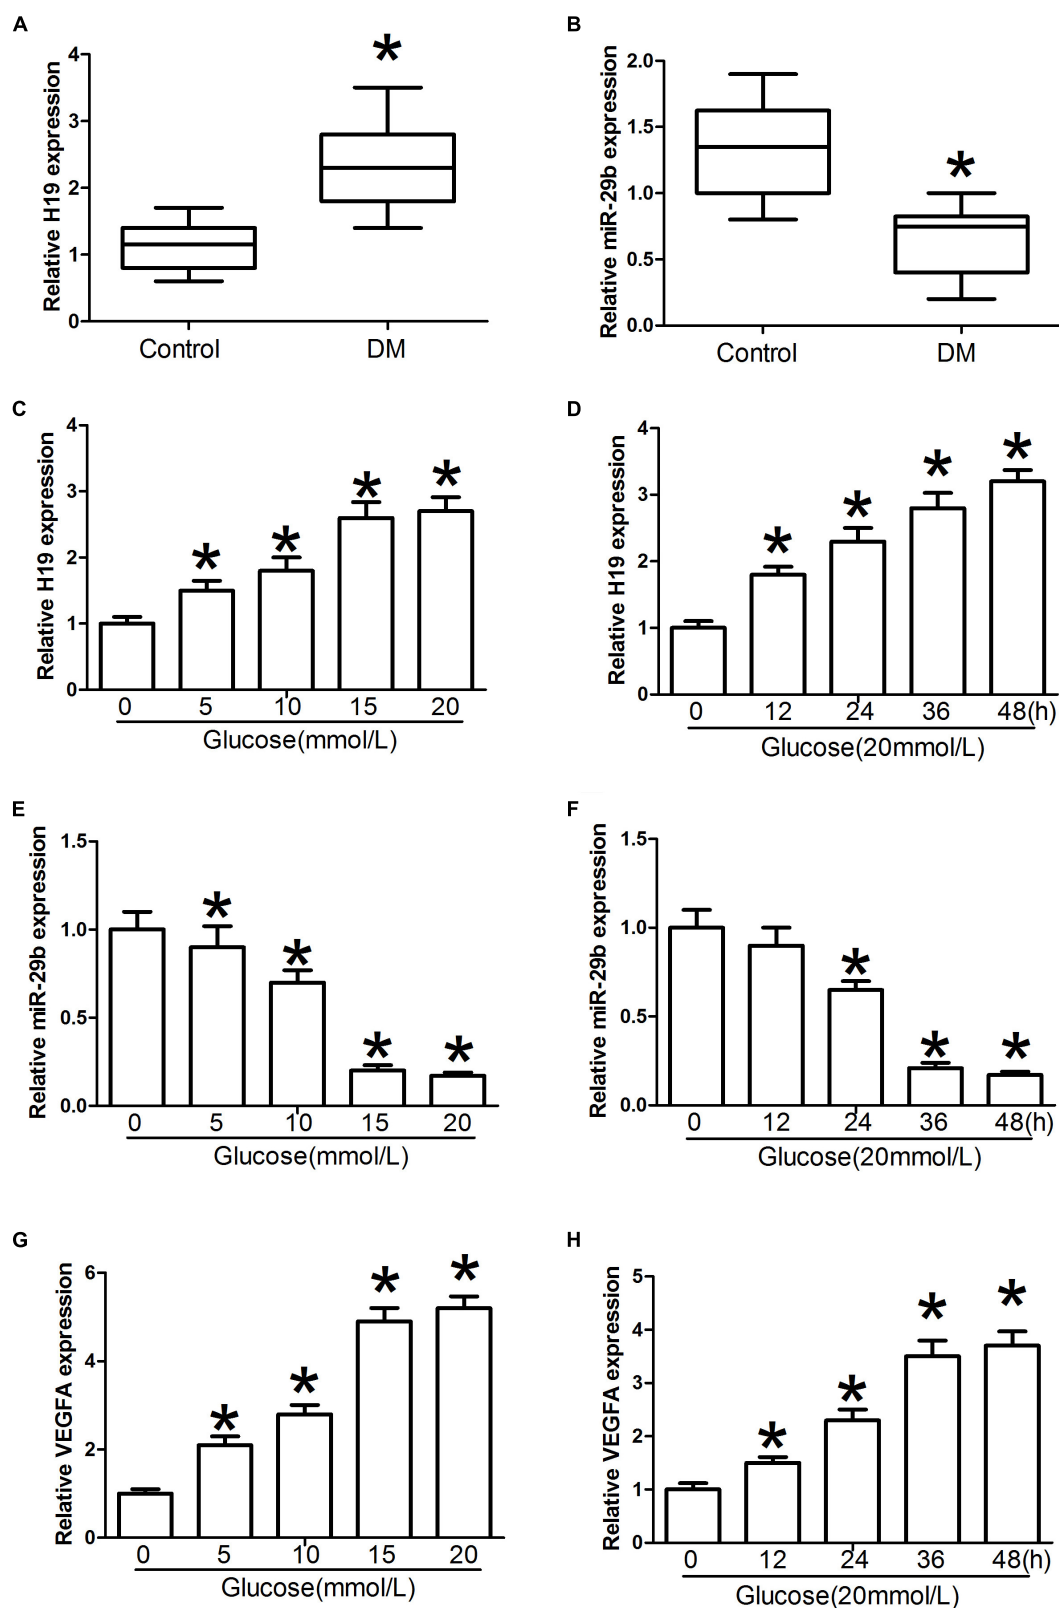 A
Relative H19 expression
4
3
2
1
0
*
Control
DM
B
Relative miR-29b expression
2.0
1.5
1.0
0.5
0.0
*
Control
DM
C
Relative H19 expression
4
3
2
1
0
* * * *
0 5 10 15 20
Glucose(mmol/L)
D
Relative H19 expression
4
3
2
1
0
* * * *
0 12 24 36 48(h)
Glucose(20mmol/L)
E
Relative miR-29b expression
1.5
1.0
0.5
0.0
* * * *
0 5 10 15 20
Glucose(mmol/L)
F
Relative miR-29b expression
1.5
1.0
0.5
0.0
* * *
0 12 24 36 48(h)
Glucose(20mmol/L)
G
Relative VEGFA expression
6
4
2
0
* * * *
0 5 10 15 20
Glucose(mmol/L)
H
Relative VEGFA expression
5
4
3
2
1
0
* * * *
0 12 24 36 48(h)
Glucose(20mmol/L)